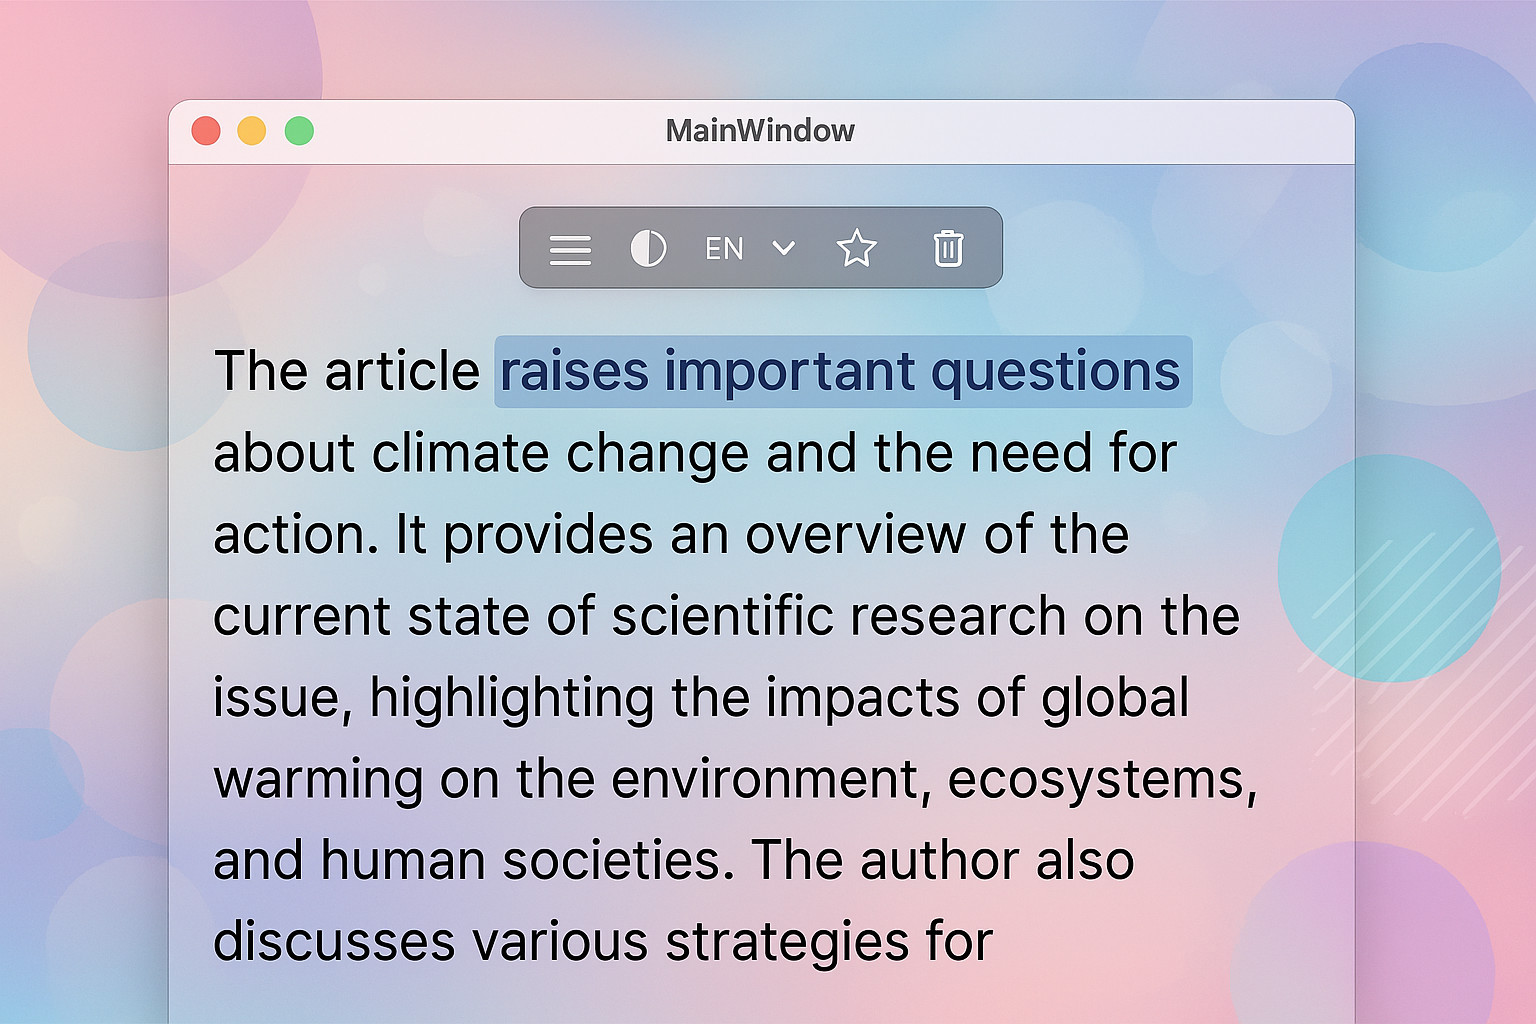 MainWindow
EN
The article raises important questions
about climate change and the need for
action. It provides an overview of the
current state of scientific research on the
issue, highlighting the impacts of global
warming on the environment, ecosystems,
and human societies. The author also
discusses various strategies for